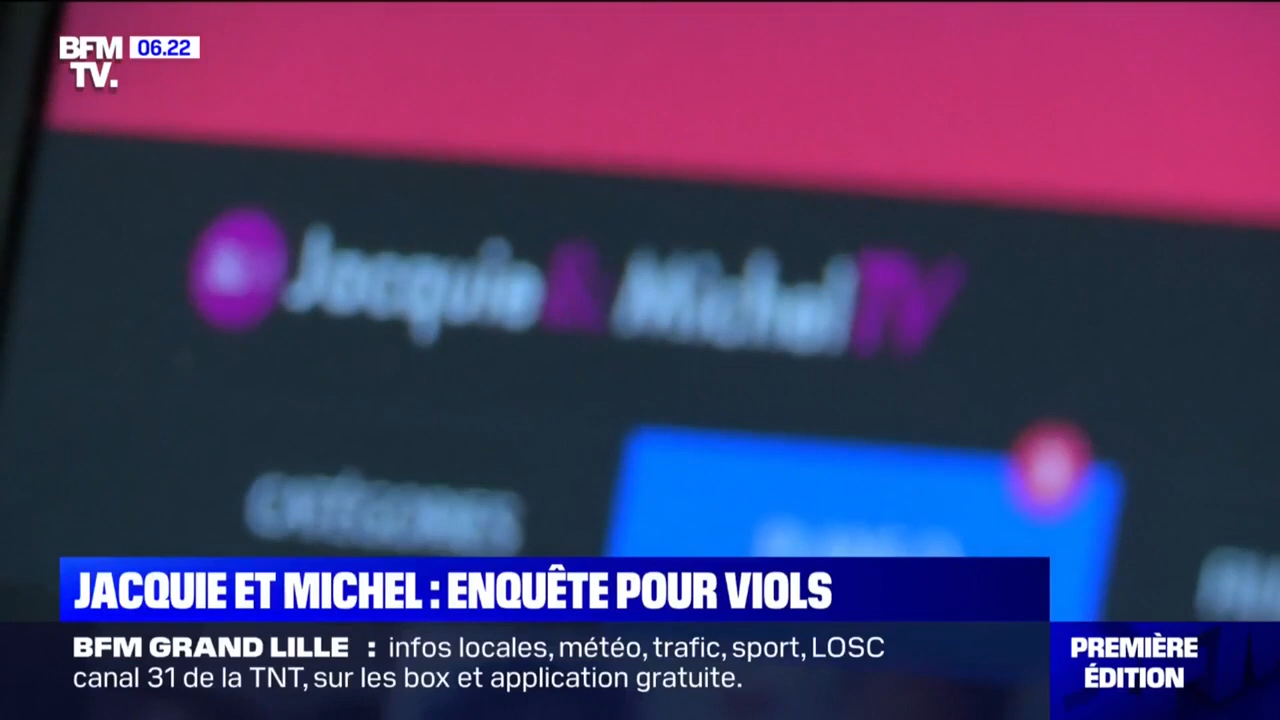 BFM 06.22
TV.
Jacquie & Michel TV
CATÉGORIES
JACQUIE ET MICHEL : ENQUÊTE POUR VIOLS
BFM GRAND LILLE : infos locales, météo, trafic, sport, LOSC
canal 31 de la TNT, sur les box et application gratuite.
PREMIÈRE
ÉDITION